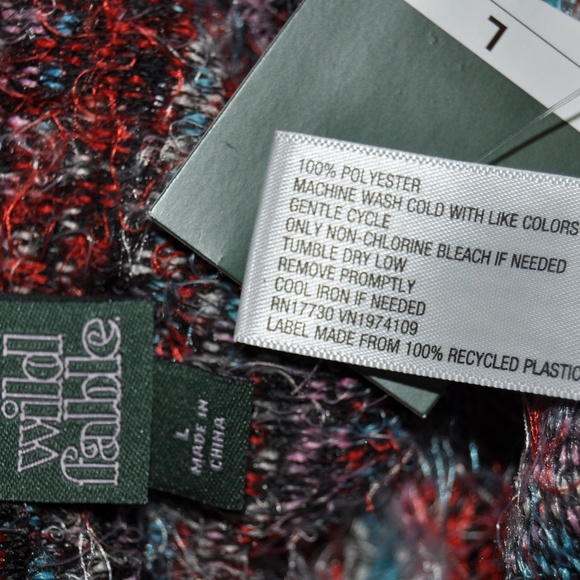 L
100% POLYESTER
MACHINE WASH COLD WITH LIKE COLORS
GENTLE CYCLE
ONLY NON-CHLORINE BLEACH IF NEEDED
TUMBLE DRY LOW
REMOVE PROMPTLY
COOL IRON IF NEEDED
RN17730 VN1974109
LABEL MADE FROM 100% RECYCLED PLASTIC
wild
fable.
L
MADE IN
CHINA